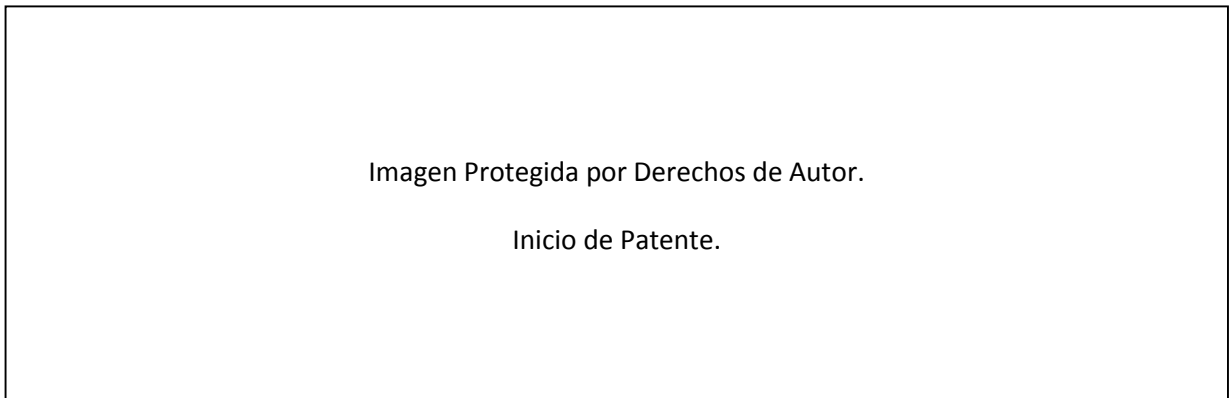 Imagen Protegida por Derechos de Autor.
Inicio de Patente.